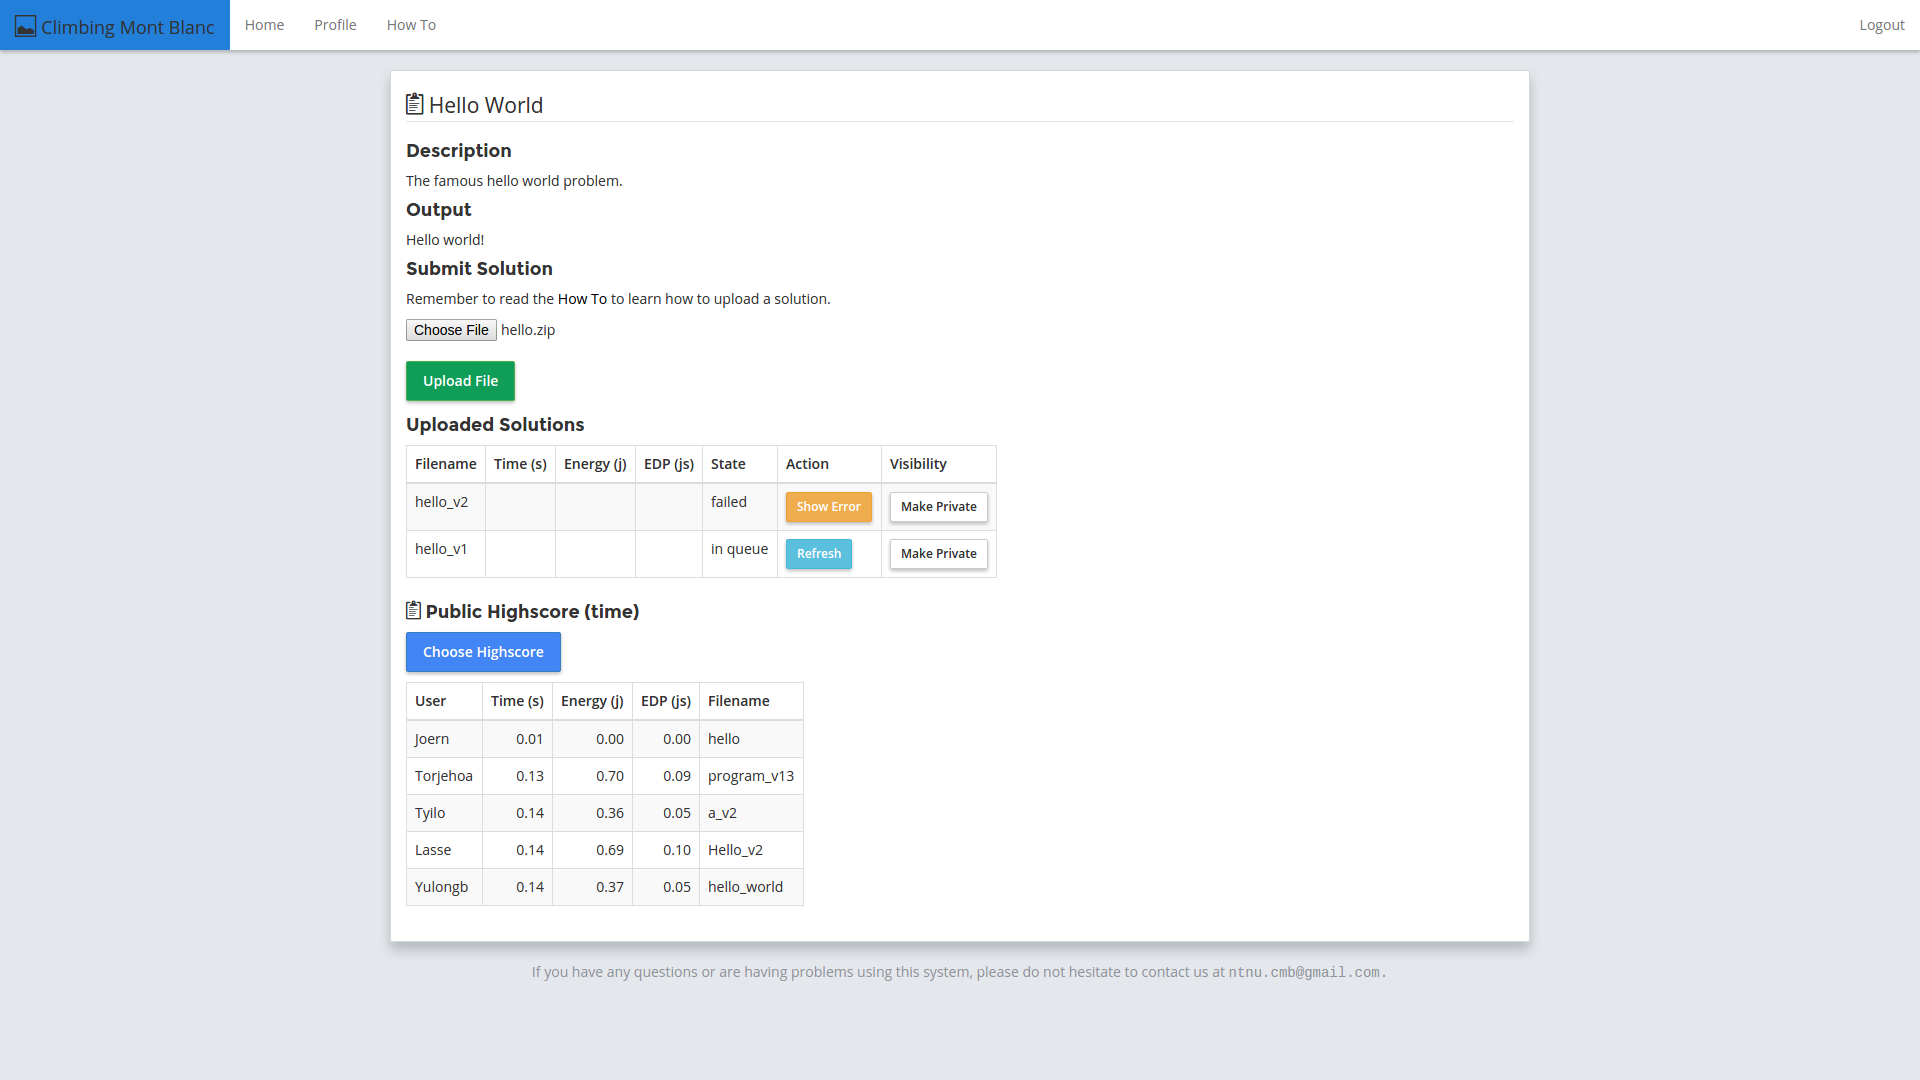 Climbing Mont Blanc Home Profile How To Logout
Hello World
Description
The famous hello world problem.
Output
Hello world!
Submit Solution
Remember to read the How To to learn how to upload a solution.
Choose File hello.zip
Upload File
Uploaded Solutions
Filename Time (s) Energy (j) EDP (js) State Action Visibility
hello_v2 failed Show Error Make Private
hello_v1 in queue Refresh Make Private
Public Highscore (time)
Choose Highscore
User Time (s) Energy (j) EDP (js) Filename
Joern 0.01 0.00 0.00 hello
Torjehoa 0.13 0.70 0.09 program_v13
Tyilo 0.14 0.36 0.05 a_v2
Lasse 0.14 0.69 0.10 Hello_v2
Yulongb 0.14 0.37 0.05 hello_world
If you have any questions or are having problems using this system, please do not hesitate to contact us at ntnu.cmb@gmail.com.